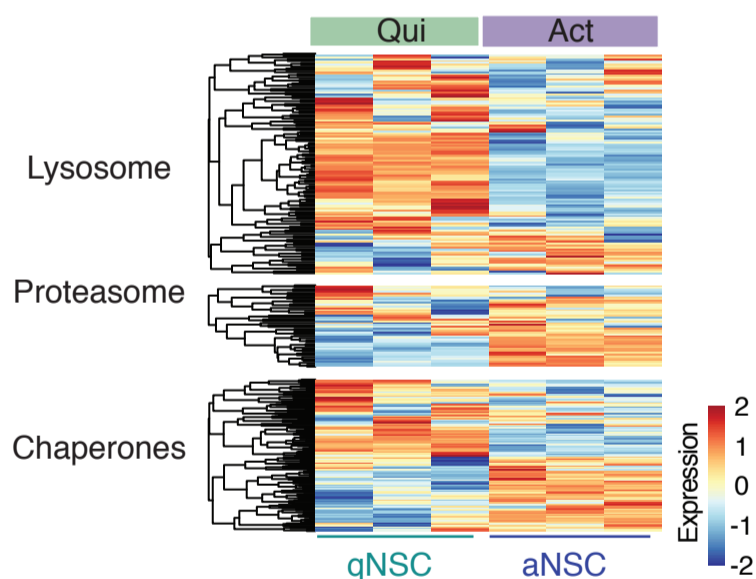 Qui
Act
Lysosome
Proteasome
Chaperones
Expression
2
1
0
-1
-2
qNSC
aNSC